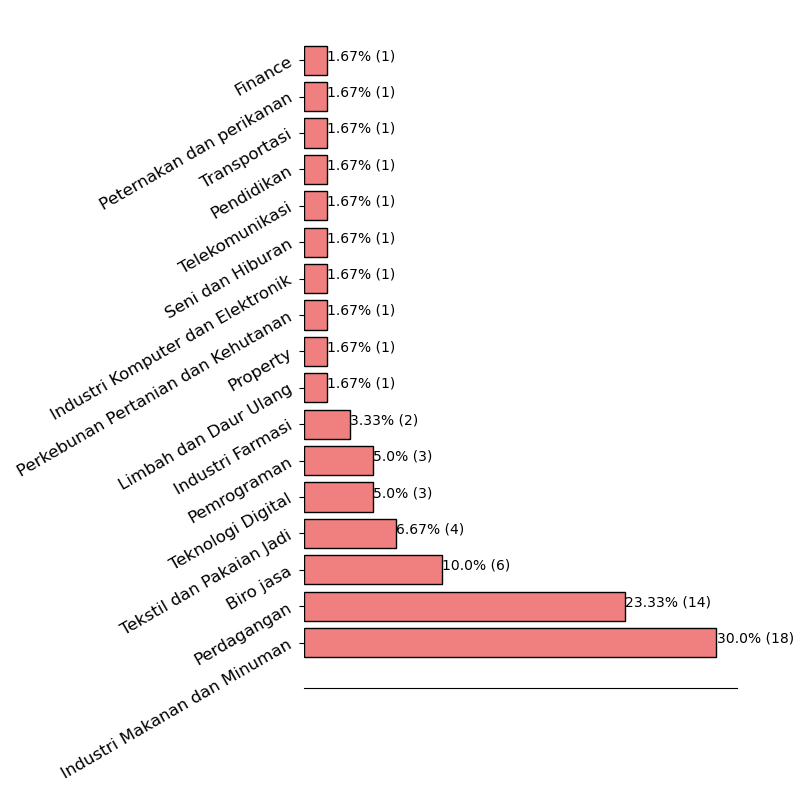 Finance 1.67% (1)
Peternakan dan perikanan 1.67% (1)
Transportasi 1.67% (1)
Pendidikan 1.67% (1)
Telekomunikasi 1.67% (1)
Seni dan Hiburan 1.67% (1)
Industri Komputer dan Elektronik 1.67% (1)
Perkebunan Pertanian dan Kehutanan 1.67% (1)
Property 1.67% (1)
Limbah dan Daur Ulang 1.67% (1)
Industri Farmasi 3.33% (2)
Pemrograman 5.0% (3)
Teknologi Digital 5.0% (3)
Tekstil dan Pakaian Jadi 6.67% (4)
Biro jasa 10.0% (6)
Perdagangan 23.33% (14)
Industri Makanan dan Minuman 30.0% (18)